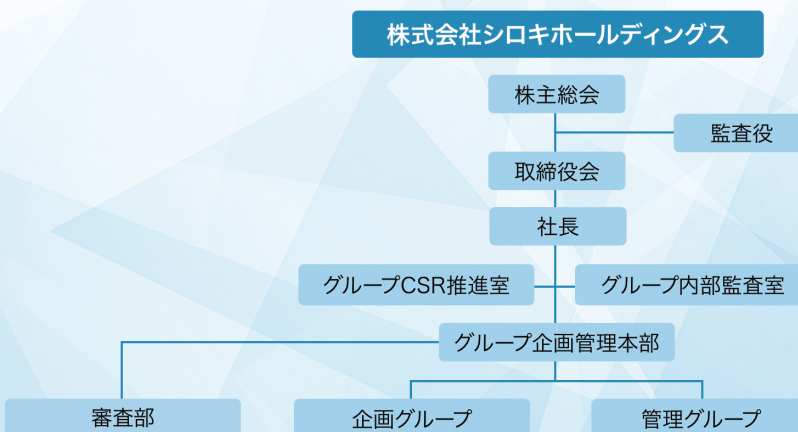 株式会社シロキホールディングス
株主総会
監査役
取締役会
社長
グループCSR推進室
グループ内部監査室
グループ企画管理本部
審査部
企画グループ
管理グループ